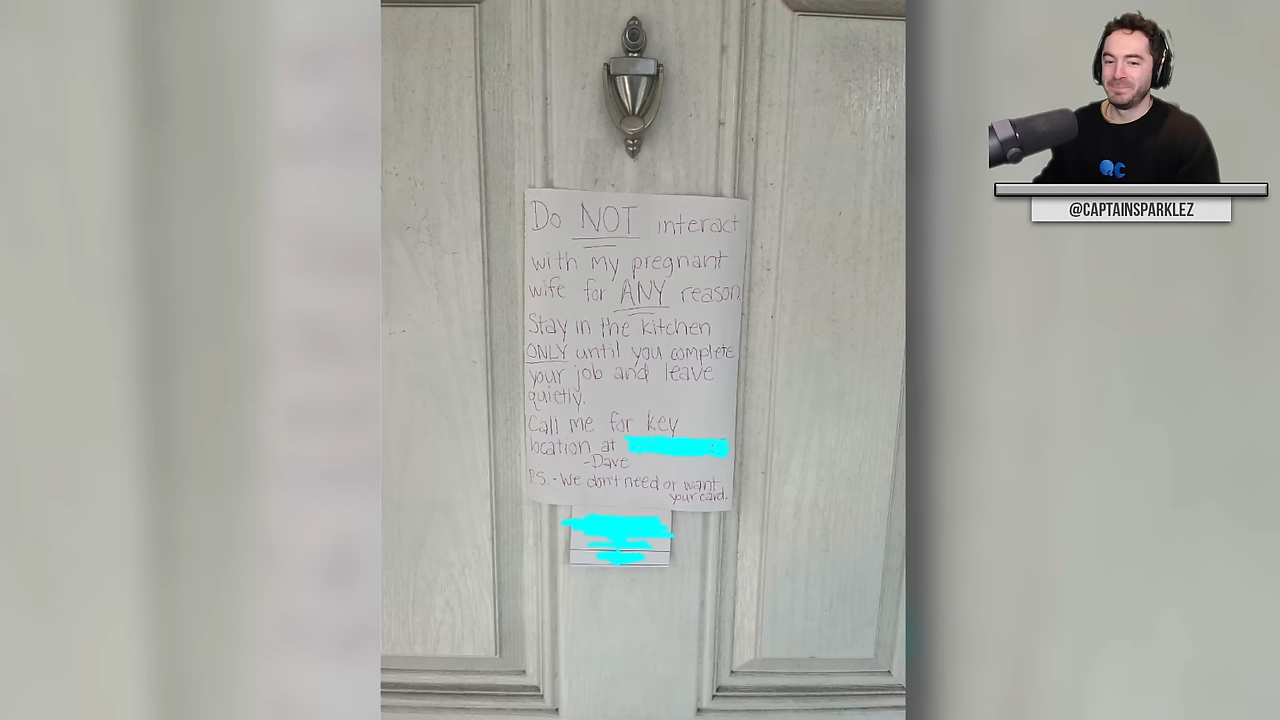 Do NOT interact
with my pregnant
wife for ANY reason.
Stay in the kitchen
ONLY until you complete
your job and leave
quietly.
Call me for key
location at
-Dave
PS.-We don't need or want
your card.
@CAPTAINSPARKLEZ